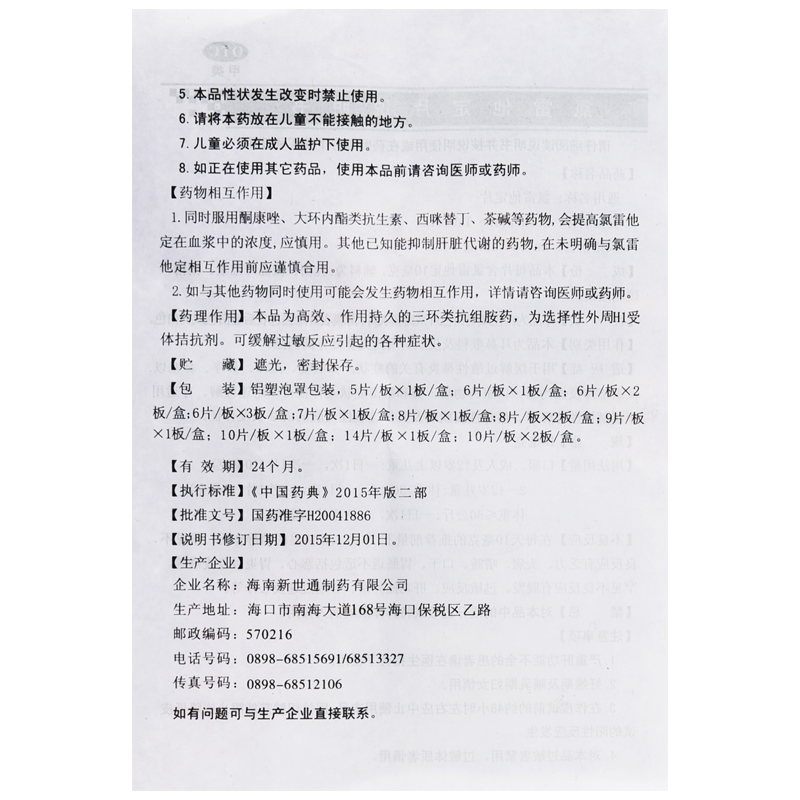 5. 本品性状发生改变时禁止使用。
6. 请将本药放在儿童不能接触的地方。
7. 儿童必须在成人监护下使用。
8. 如正在使用其它药品，使用本品前请咨询医师或药师。
【药物相互作用】
1.同时服用酮康唑、大环内酯类抗生素、西咪替丁、茶碱等药物,会提高氯雷他
定在血浆中的浓度,应慎用。其他已知能抑制肝脏代谢的药物,在未明确与氯雷
他定相互作用前应谨慎合用。
2.如与其他药物同时使用可能会发生药物相互作用，详情请咨询医师或药师。
【药理作用】本品为高效、作用持久的三环类抗组胺药，为选择性外周H1受
体拮抗剂。可缓解过敏反应引起的各种症状。
【贮 藏】遮光，密封保存。
【包 装】铝塑泡罩包装，5片/板×1板/盒；6片/板×1板/盒；6片/板×2
板/盒;6片/板×3板/盒;7片/板×1板/盒;8片/板×1板/盒;8片/板×2板/盒；9片/板
×1板/盒；10片/板×1板/盒；14片/板×1板/盒；10片/板×2板/盒。
【有 效 期】24个月。
【执行标准】《中国药典》2015年版二部
【批准文号】国药准字H20041886
【说明书修订日期】2015年12月01日。
【生产企业】
企业名称：海南新世通制药有限公司
生产地址：海口市南海大道168号海口保税区乙路
邮政编码：570216
电话号码：0898-68515691/68513327
传真号码：0898-68512106
如有问题可与生产企业直接联系。